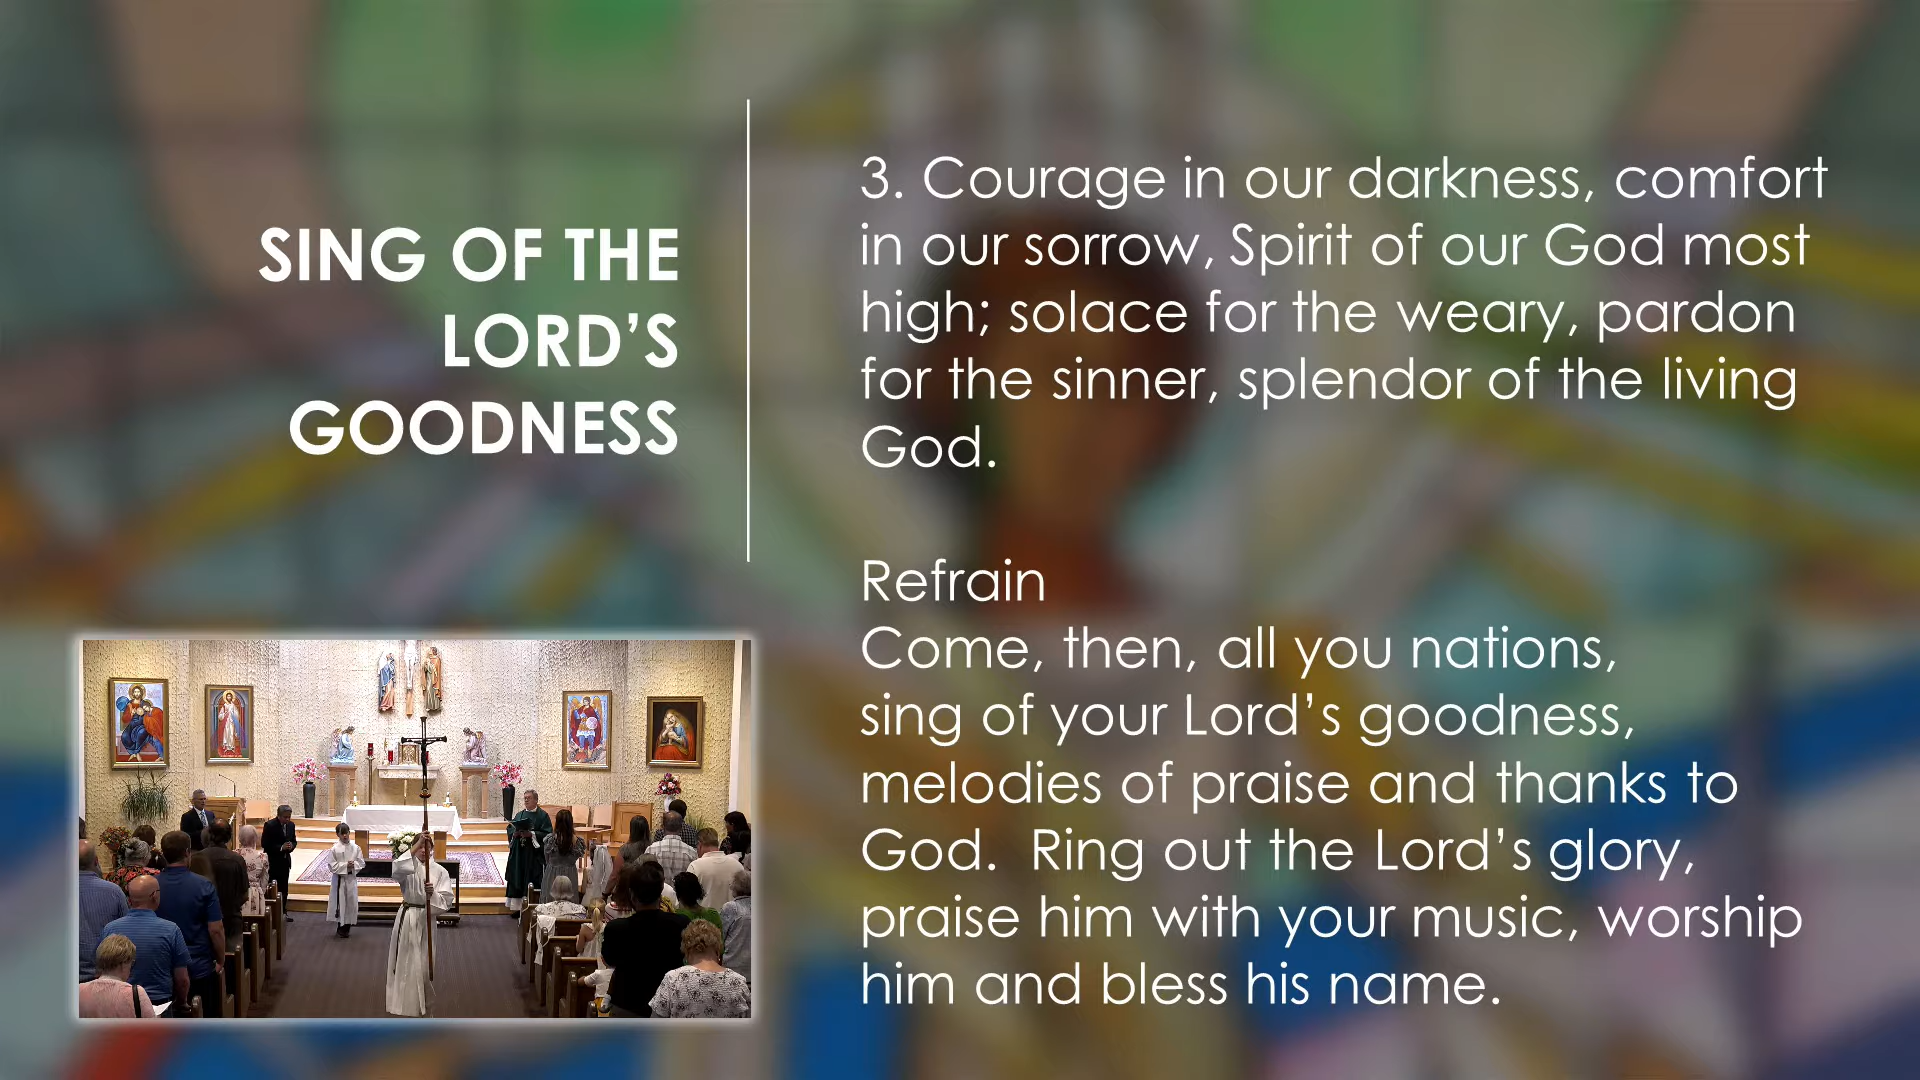 SING OF THE
LORD’S
GOODNESS
3. Courage in our darkness, comfort
in our sorrow, Spirit of our God most
high; solace for the weary, pardon
for the sinner, splendor of the living
God.
Refrain
Come, then, all you nations,
sing of your Lord’s goodness,
melodies of praise and thanks to
God.  Ring out the Lord’s glory,
praise him with your music, worship
him and bless his name.